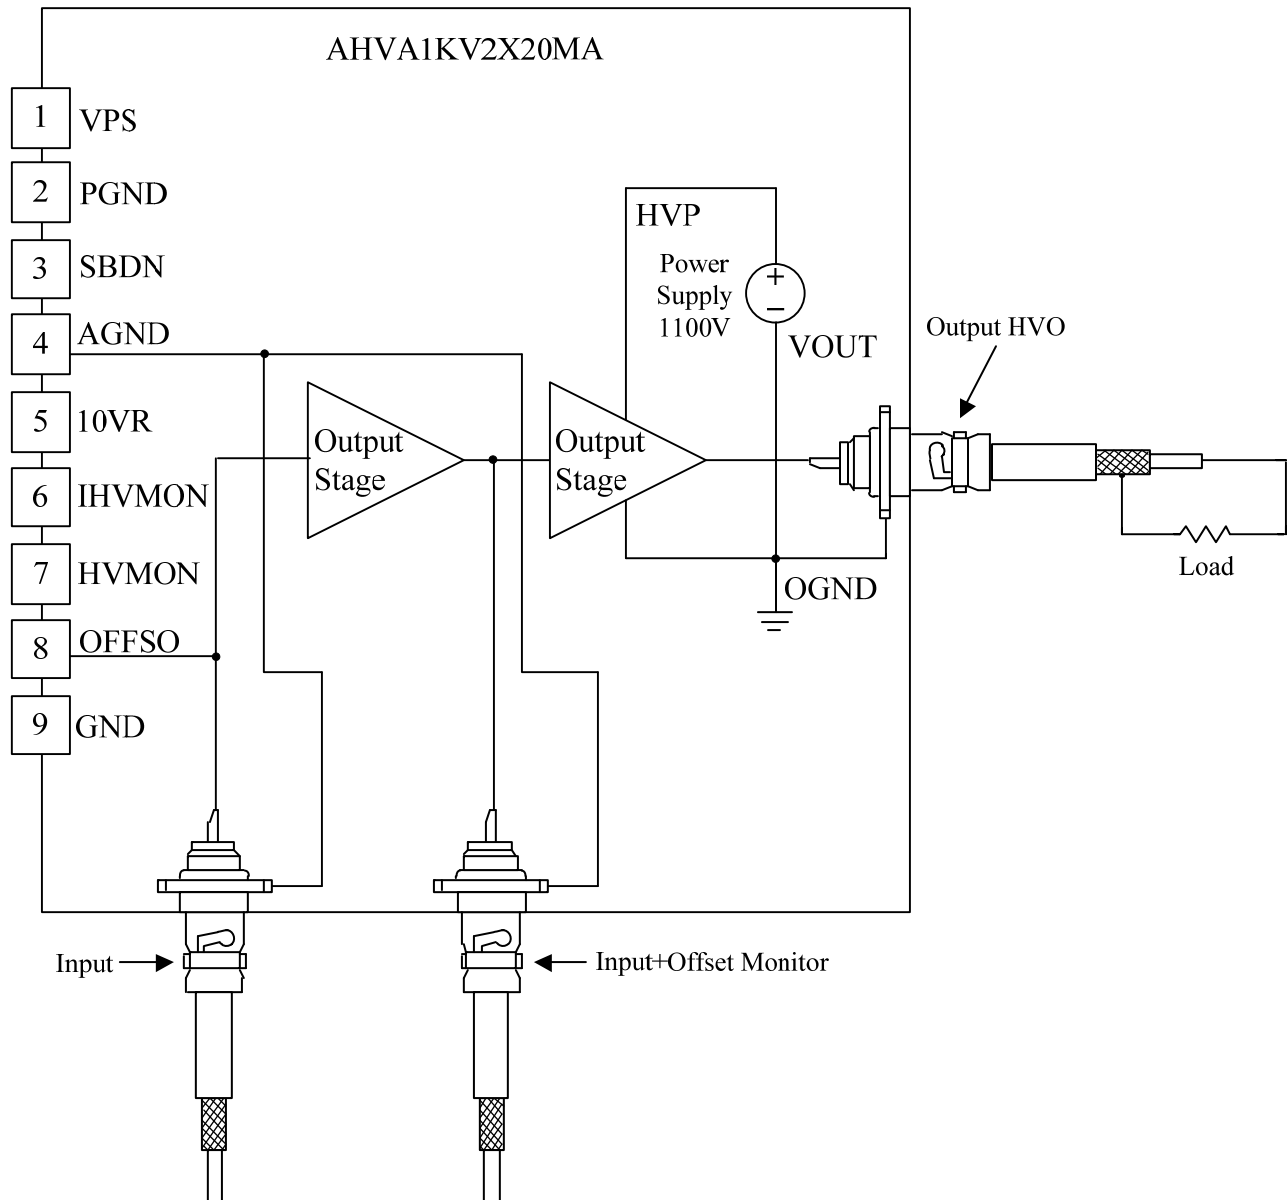 AHVA1KV2X20MA
1 VPS
2 PGND
3 SBDN
4 AGND
5 10VR
6 IHVMON
7 HVMON
8 OFFSO
9 GND
HVP
Power
Supply
1100V
+
−
VOUT
Output HVO
Output
Stage
Output
Stage
Load
OGND
Input
Input+Offset Monitor